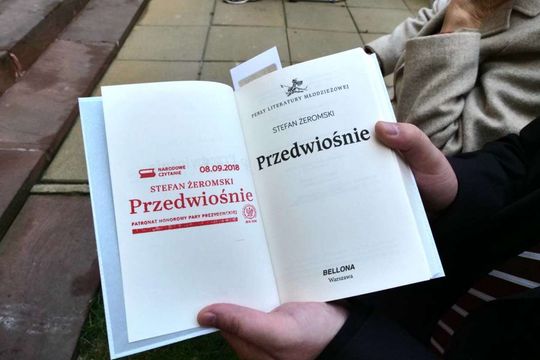 NARODOWE
CZYTANIE
08.09.2018
STEFAN ŻEROMSKI
Przedwiośnie
PATRONAT HONOROWY PARY PREZYDENCKIEJ
PERŁY LITERATURY MŁODZIEŻOWEJ
STEFAN ŻEROMSKI
Przedwiośnie
BELLONA
Warszawa